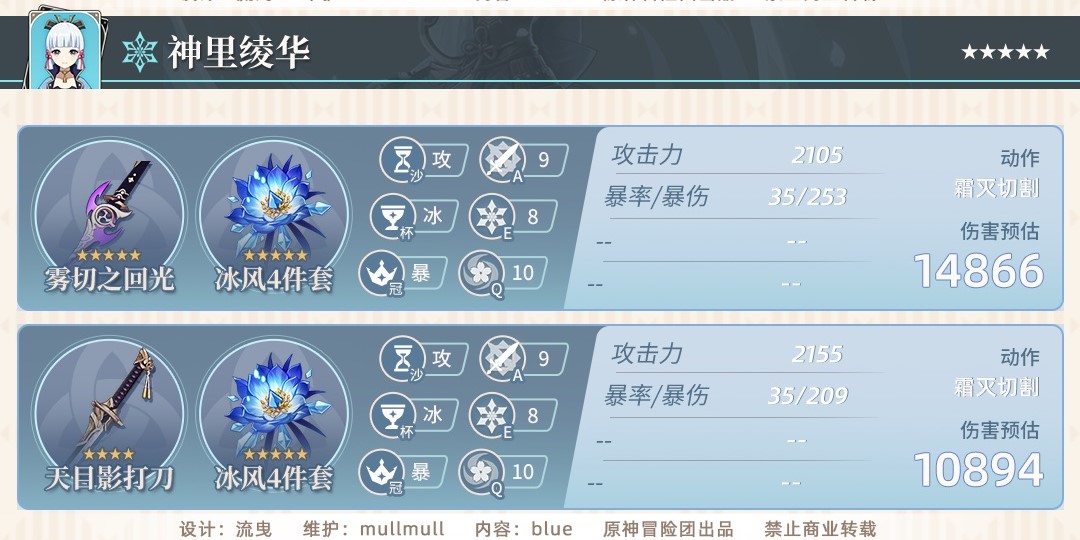 神里绫华
★★★★★
雾切之回光
★★★★★
冰风4件套
★★★★★
沙 攻
A 9
杯 冰
E 8
冠 暴
Q 10
攻击力 2105
暴率/暴伤 35/253
-- --
-- --
动作
霜灭切割
伤害预估
14866
天目影打刀
★★★★
冰风4件套
★★★★★
沙 攻
A 9
杯 冰
E 8
冠 暴
Q 10
攻击力 2155
暴率/暴伤 35/209
-- --
-- --
动作
霜灭切割
伤害预估
10894
设计：流曳 维护：mullmull 内容：blue 原神冒险团出品 禁止商业转载